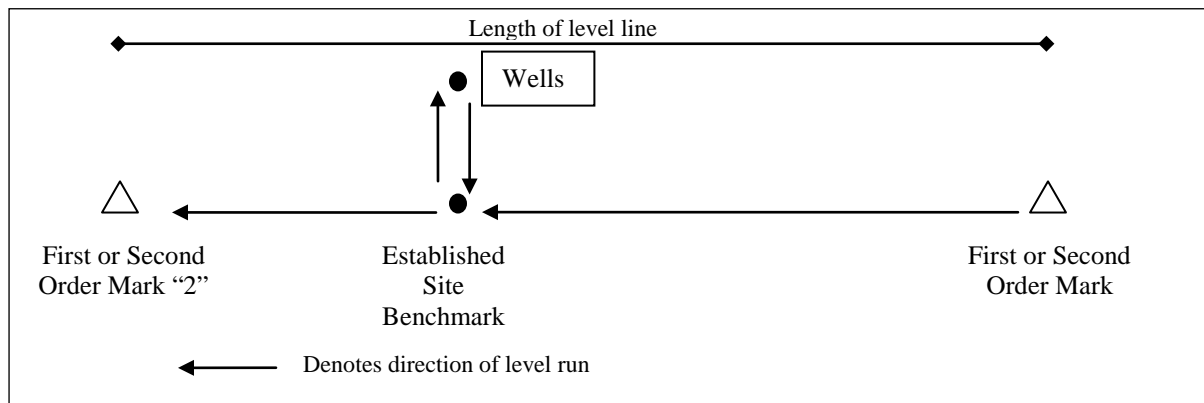 Length of level line
Wells
First or Second
Order Mark “2”
Established
Site
Benchmark
First or Second
Order Mark
Denotes direction of level run